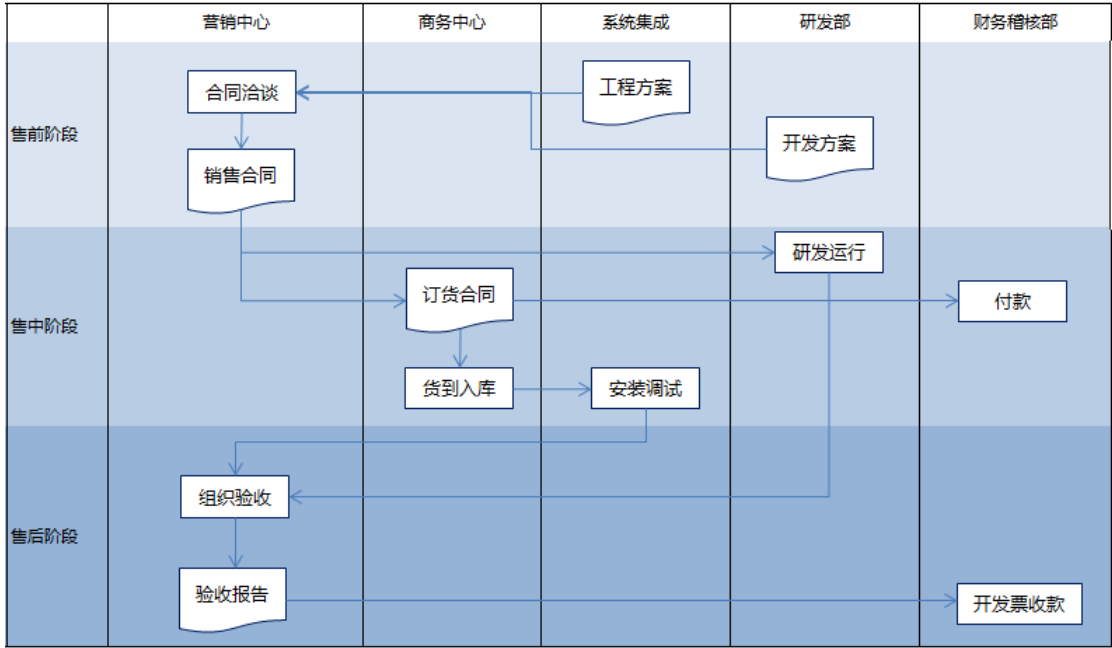 营销中心
商务中心
系统集成
研发部
财务稽核部
售前阶段
合同洽谈
工程方案
开发方案
销售合同
售中阶段
研发运行
订货合同
付款
货到入库
安装调试
售后阶段
组织验收
验收报告
开发票收款